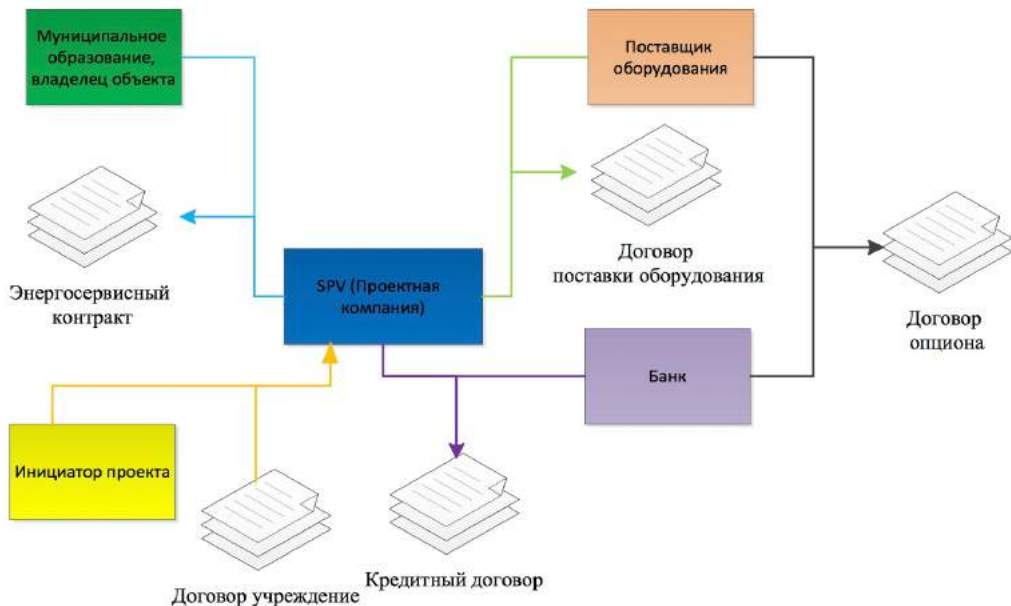 Муниципальное
образование,
владелец объекта
Поставщик
оборудования
Энергосервисный
контракт
SPV (Проектная
компания)
Договор
поставки оборудования
Договор
опциона
Банк
Инициатор проекта
Договор учреждение
Кредитный договор